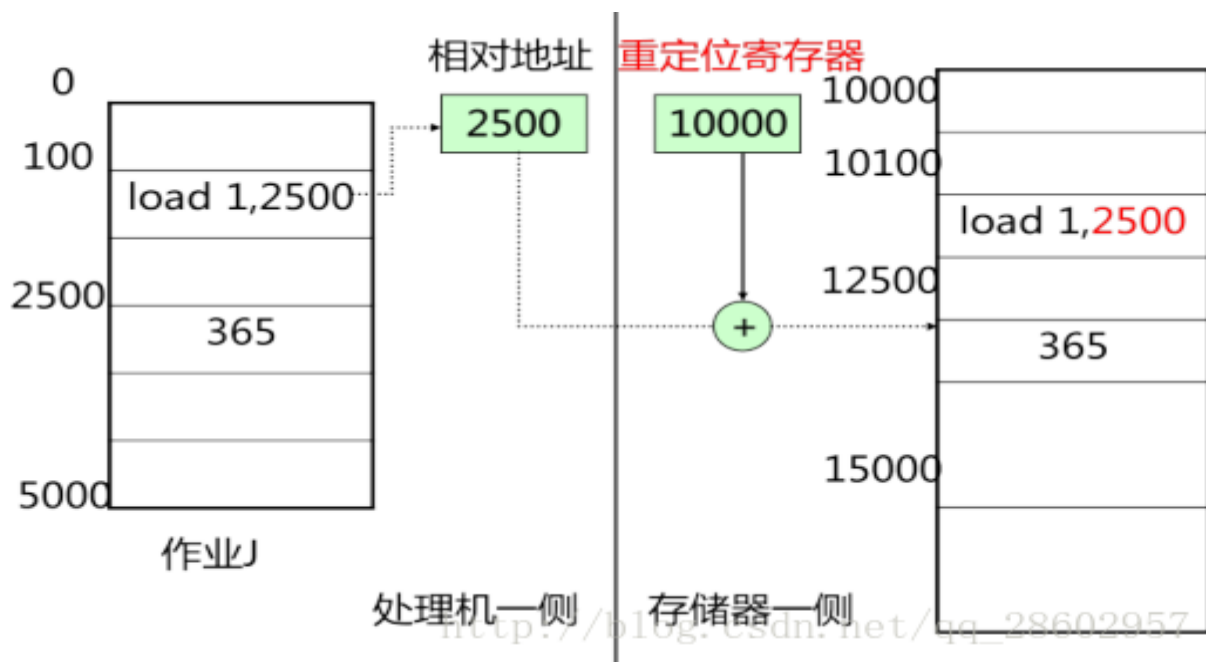 相对地址
重定位寄存器
0
2500
10000
10000
100
10100
load 1,2500
load 1,2500
2500
12500
365
365
15000
5000
作业J
处理机一侧
存储器一侧
http://blog.csdn.net/qq_28602957
+